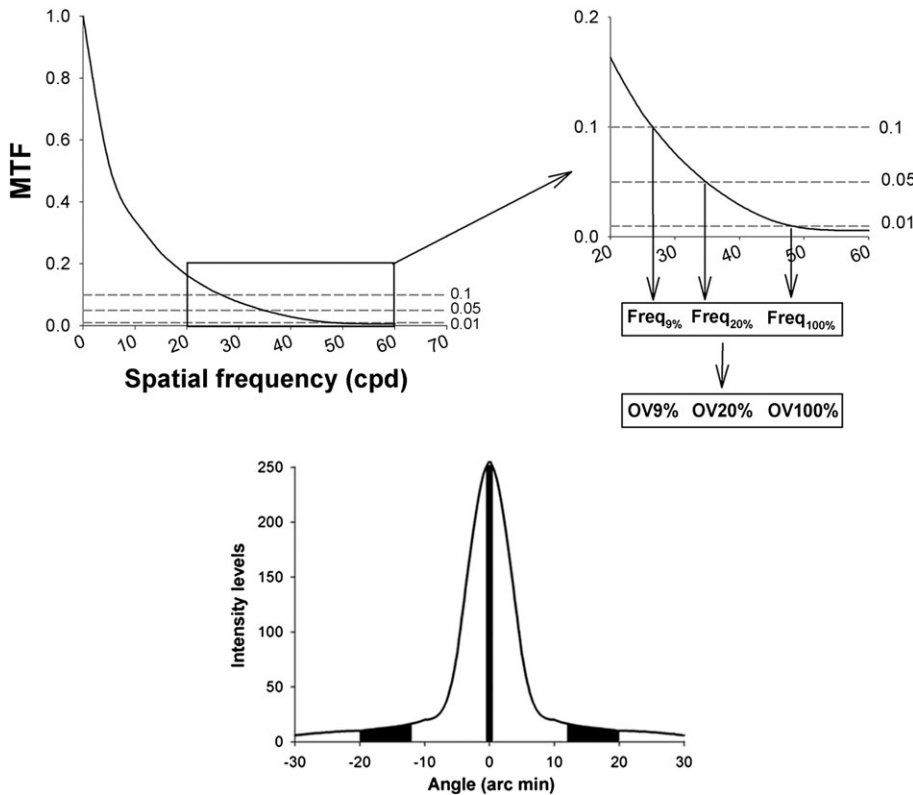 1.0
0.8
0.6
0.4
0.2
0.0
MTF
0.1
0.05
0.01
0 10 20 30 40 50 60 70
Spatial frequency (cpd)
0.2
0.1
0.0
0.1
0.05
0.01
20 30 40 50 60
Freq9% Freq20% Freq100%
OV9% OV20% OV100%
250
200
150
100
50
0
Intensity levels
-30 -20 -10 0 10 20 30
Angle (arc min)